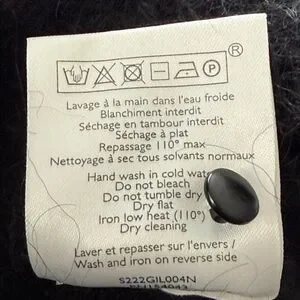 ®
P
Lavage à la main dans l'eau froide
Blanchiment interdit
Séchage en tambour interdit
Séchage à plat
Repassage 110° max
Nettoyage à sec tous solvants normaux
Hand wash in cold water
Do not bleach
Do not tumble dry
Dry flat
Iron low heat (110°)
Dry cleaning
Laver et repasser sur l'envers /
Wash and iron on reverse side
S222GIL004N